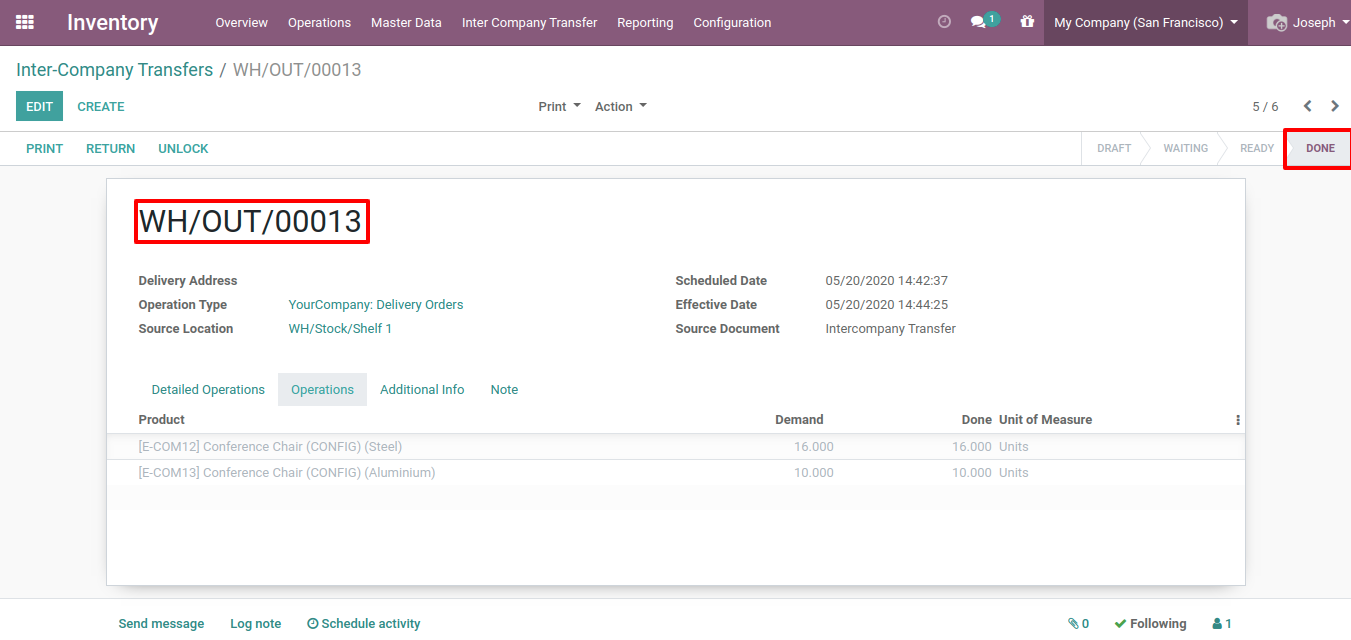 Inventory Overview Operations Master Data Inter Company Transfer Reporting Configuration 1 My Company (San Francisco) Joseph
Inter-Company Transfers / WH/OUT/00013
EDIT CREATE Print Action 5 / 6
PRINT RETURN UNLOCK DRAFT WAITING READY DONE
WH/OUT/00013
Delivery Address Scheduled Date 05/20/2020 14:42:37
Operation Type YourCompany: Delivery Orders Effective Date 05/20/2020 14:44:25
Source Location WH/Stock/Shelf 1 Source Document Intercompany Transfer
Detailed Operations Operations Additional Info Note
Product Demand Done Unit of Measure
[E-COM12] Conference Chair (CONFIG) (Steel) 16.000 16.000 Units
[E-COM13] Conference Chair (CONFIG) (Aluminium) 10.000 10.000 Units
Send message Log note Schedule activity 0 Following 1